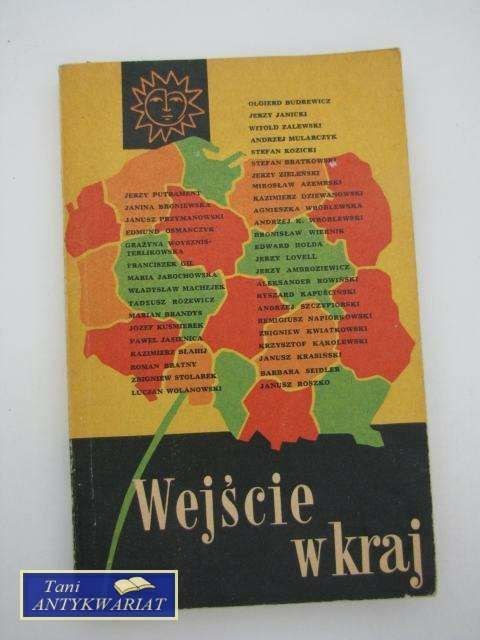 OLGIERD BUDREWICZ
JERZY JANICKI
WITOLD ZALEWSKI
ANDRZEJ MULARCZYK
STEFAN KOZICKI
STEFAN BRATKOWSKI
JERZY ZIELEŃSKI
MIROSŁAW AZEMBSKI
KAZIMIERZ DZIEWANOWSKI
AGNIESZKA WRÓBLEWSKA
ANDRZEJ K. WRÓBLEWSKI
BRONISŁAW WIERNIK
EDWARD HOŁDA
JERZY LOVELL
JERZY AMBROZIEWICZ
ALEKSANDER ROWIŃSKI
RYSZARD KAPUŚCIŃSKI
ANDRZEJ SZCZYPIORSKI
REMIGIUSZ NAPIÓRKOWSKI
ZBIGNIEW KWIATKOWSKI
KRZYSZTOF KĄKOLEWSKI
JANUSZ KRASIŃSKI
BARBARA SEIDLER
JANUSZ ROSZKO
JERZY PUTRAMENT
JANINA BRONIEWSKA
JANUSZ PRZYMANOWSKI
EDMUND OSMAŃCZYK
GRAŻYNA WOYSZNIS-
TERLIKOWSKA
FRANCISZEK GIL
MARIA JAROCHOWSKA
WŁADYSŁAW MACHEJEK
TADEUSZ RÓŻEWICZ
MARIAN BRANDYS
JÓZEF KUŚMIEREK
PAWEŁ JASIENICA
KAZIMIERZ BŁAHIJ
ROMAN BRATNY
ZBIGNIEW STOLAREK
LUCJAN WOLANOWSKI
Wejście
w kraj
Tani
ANTYKWARIAT